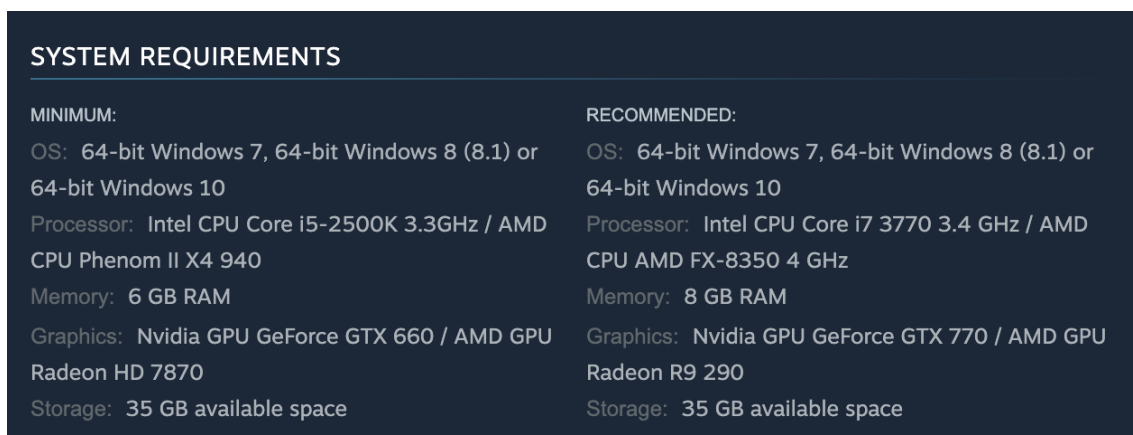 SYSTEM REQUIREMENTS
MINIMUM:
OS: 64-bit Windows 7, 64-bit Windows 8 (8.1) or
64-bit Windows 10
Processor: Intel CPU Core i5-2500K 3.3GHz / AMD
CPU Phenom II X4 940
Memory: 6 GB RAM
Graphics: Nvidia GPU GeForce GTX 660 / AMD GPU
Radeon HD 7870
Storage: 35 GB available space
RECOMMENDED:
OS: 64-bit Windows 7, 64-bit Windows 8 (8.1) or
64-bit Windows 10
Processor: Intel CPU Core i7 3770 3.4 GHz / AMD
CPU AMD FX-8350 4 GHz
Memory: 8 GB RAM
Graphics: Nvidia GPU GeForce GTX 770 / AMD GPU
Radeon R9 290
Storage: 35 GB available space